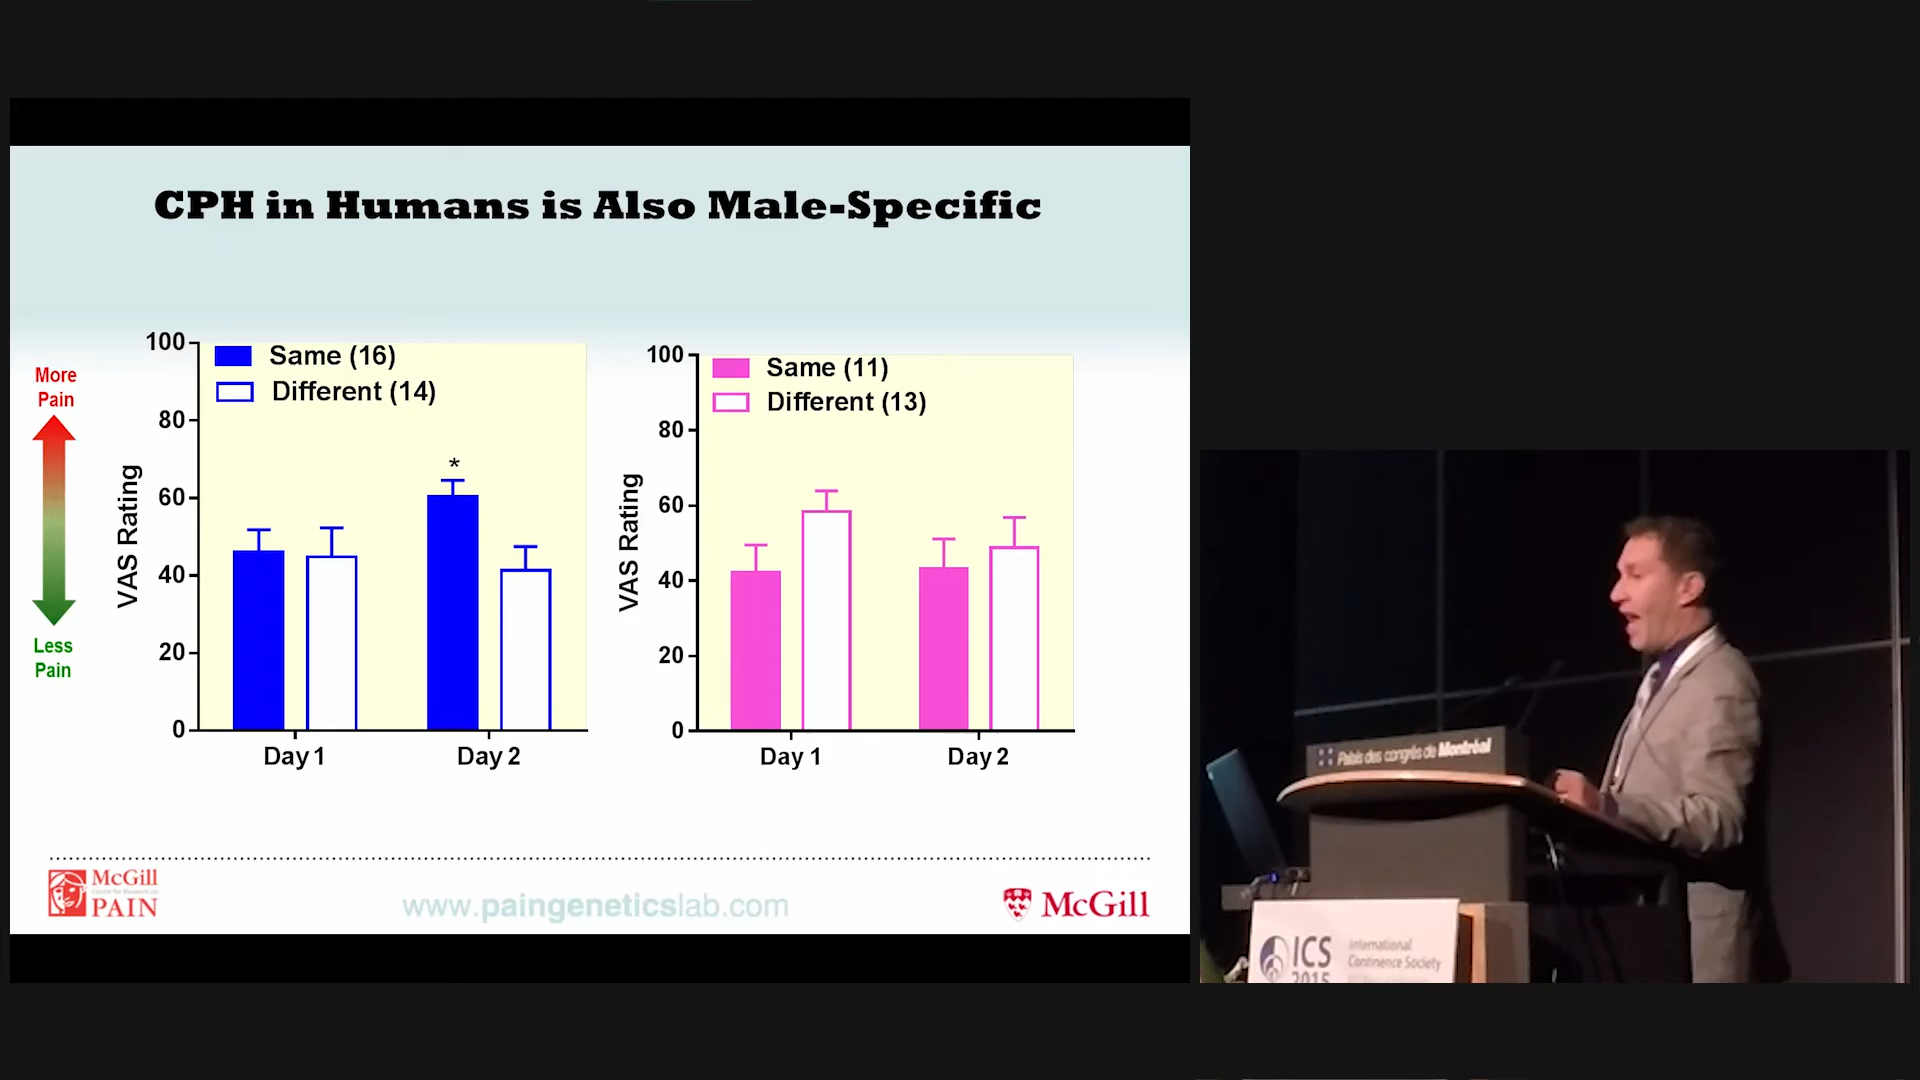 CPH in Humans is Also Male-Specific
More
Pain
Less
Pain
100
80
60
40
20
0
VAS Rating
Same (16)
Different (14)
*
Day 1
Day 2
100
80
60
40
20
0
VAS Rating
Same (11)
Different (13)
Day 1
Day 2
McGill
PAIN
www.paingeneticslab.com
McGill
Palais des congrès de Montréal
ICS
2015
International
Continence Society